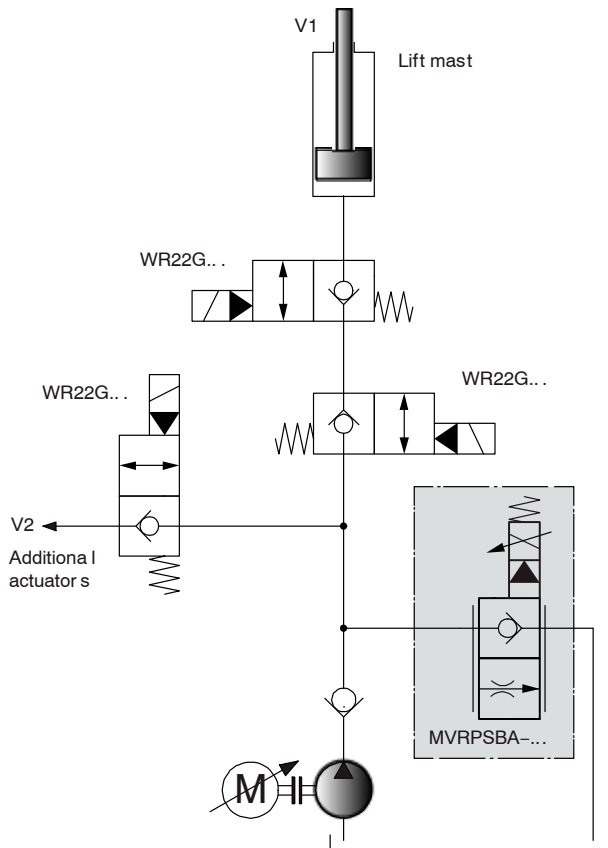 V1
Lift mast
WR22G.. .
WR22G.. .
WR22G.. .
V2
Additiona l
actuator s
MVRPSBA–...
M